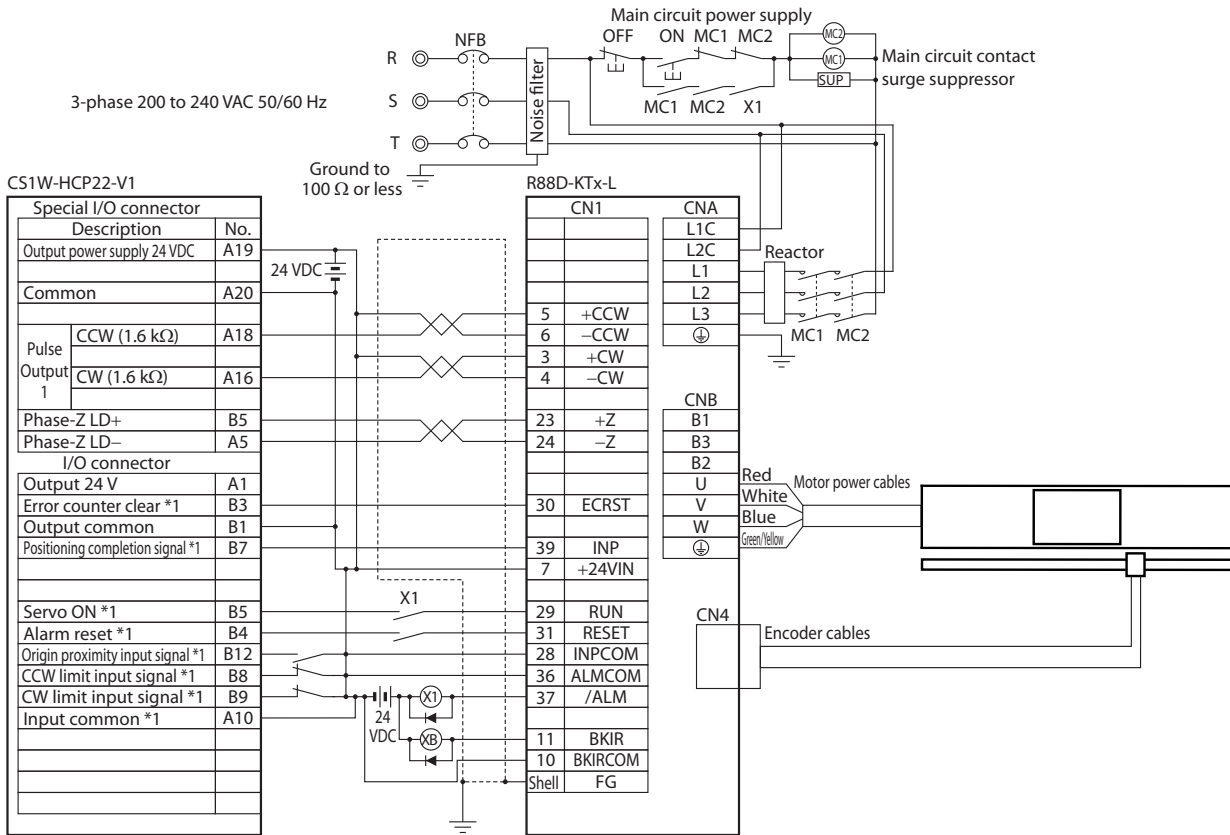 Main circuit power supply
OFF ON MC1 MC2
MC2
NFB
R
MC1
Main circuit contact
surge suppressor
SUP
Noise filter
3-phase 200 to 240 VAC 50/60 Hz
S
MC1 MC2 X1
T
Ground to
100 Ω or less
CS1W-HCP22-V1
R88D-KTx-L
Special I/O connector
Description No.
Output power supply 24 VDC A19
Common A20
Pulse
Output
1
CCW (1.6 kΩ) A18
CW (1.6 kΩ) A16
Phase-Z LD+ B5
Phase-Z LD− A5
I/O connector
Output 24 V A1
Error counter clear *1 B3
Output common B1
Positioning completion signal *1 B7
Servo ON *1 B5
Alarm reset *1 B4
Origin proximity input signal *1 B12
CCW limit input signal *1 B8
CW limit input signal *1 B9
Input common *1 A10
24 VDC
X1
X1
24
VDC
XB
CN1
5 +CCW
6 −CCW
3 +CW
4 −CW
23 +Z
24 −Z
30 ECRST
39 INP
7 +24VIN
29 RUN
31 RESET
28 INPCOM
36 ALMCOM
37 /ALM
11 BKIR
10 BKIRCOM
Shell FG
CNA
L1C
L2C
L1
L2
L3
Reactor
MC1 MC2
CNB
B1
B3
B2
U
V
W
Red
White
Blue
Green/Yellow
Motor power cables
CN4
Encoder cables